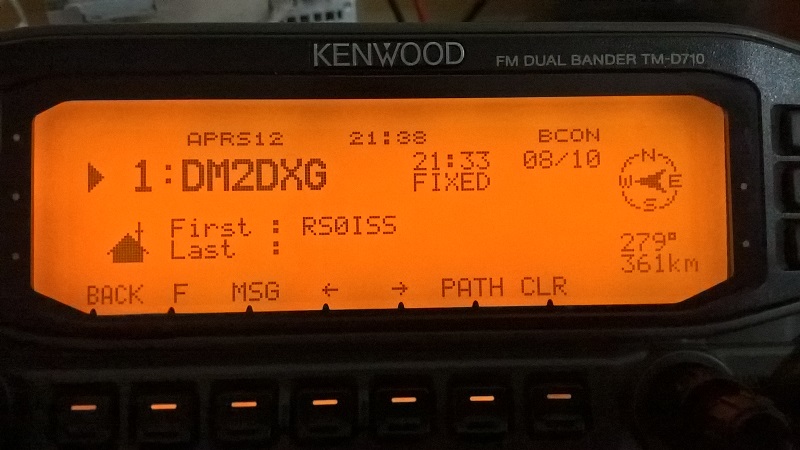 KENWOOD FM DUAL BANDER TM-D710
APRS12 21:38 BCON
1:DM2DXG 21:33 08/10
FIXED
N
W E
S
First : RS0ISS
Last :
279°
361km
BACK F MSG ← → PATH CLR